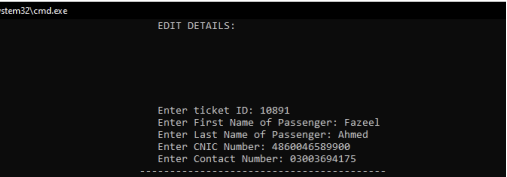 stem32\cmd.exe
EDIT DETAILS:
Enter ticket ID: 10891
Enter First Name of Passenger: Fazeel
Enter Last Name of Passenger: Ahmed
Enter CNIC Number: 4860046589900
Enter Contact Number: 03003694175
----------------------------------------